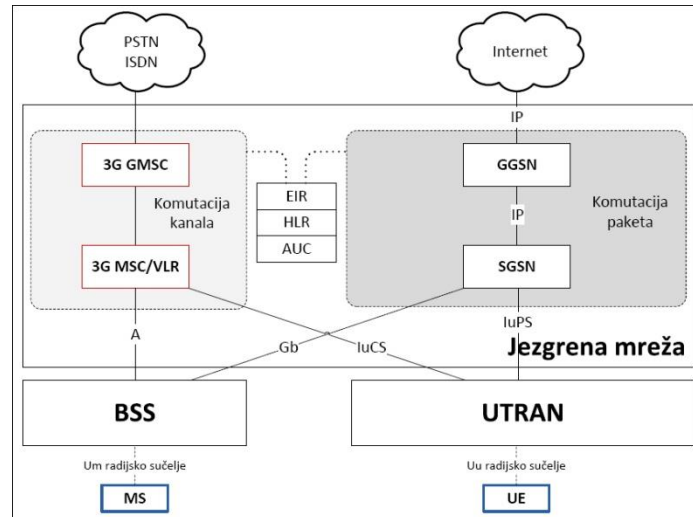 PSTN
ISDN
Internet
IP
3G GMSC
GGSN
EIR
Komutacija
kanala
HLR
IP
Komutacija
paketa
AUC
3G MSC/VLR
SGSN
IuPS
A
Gb
IuCS
Jezgrena mreža
BSS
UTRAN
Um radijsko sučelje
Uu radijsko sučelje
MS
UE